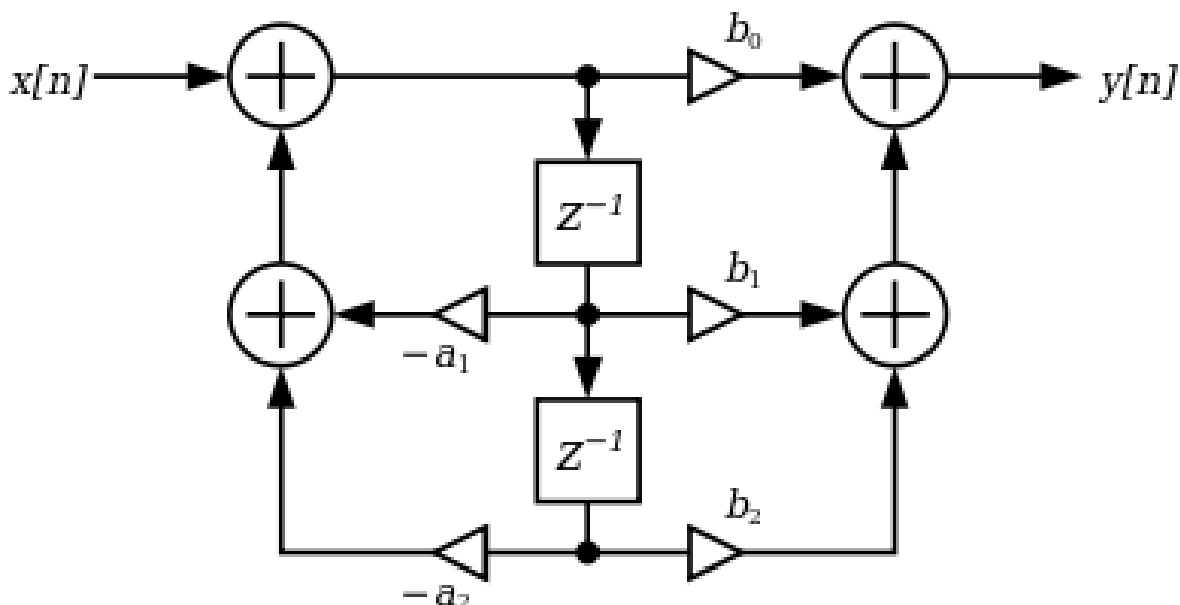 b₀
x[n] y[n]
Z⁻¹
b₁
−a₁
Z⁻¹
b₂
−a₂